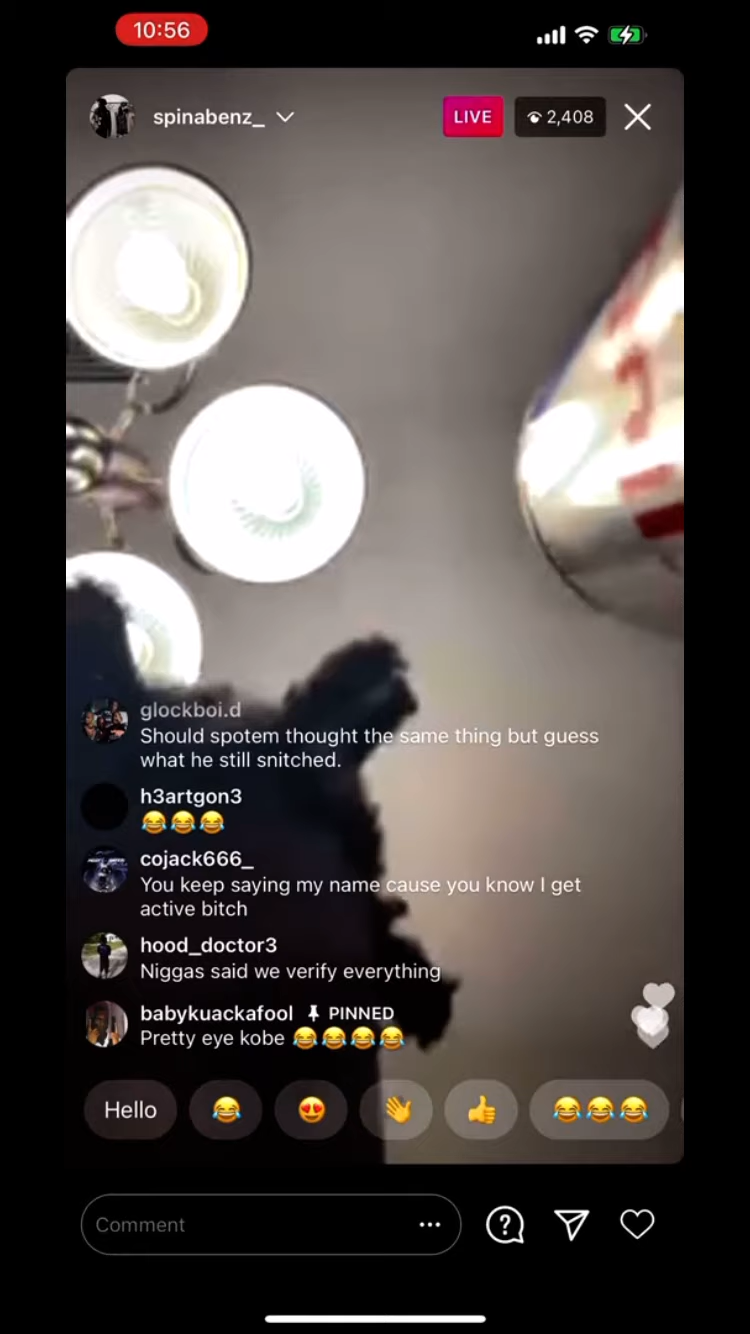 10:56
spinabenz_
LIVE
2,408
glockboi.d
Should spotem thought the same thing but guess
what he still snitched.
h3artgon3
😂😂😂
cojack666_
You keep saying my name cause you know I get
active bitch
hood_doctor3
Niggas said we verify everything
babykuackafool PINNED
Pretty eye kobe 😂😂😂😂
Hello 😂 😍 👋 👍 😂😂😂
Comment